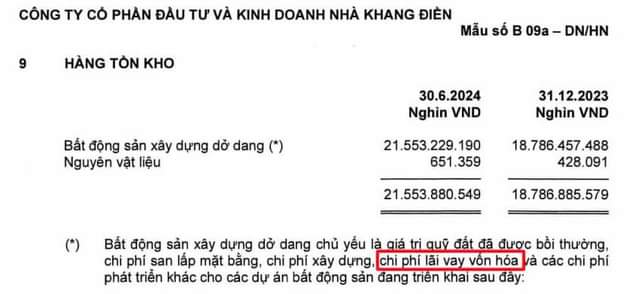 CÔNG TY CỔ PHẦN ĐẦU TƯ VÀ KINH DOANH NHÀ KHANG ĐIỀN
Mẫu số B 09a – DN/HN
9 HÀNG TỒN KHO
30.6.2024 31.12.2023
Nghìn VND Nghìn VND
Bất động sản xây dựng dở dang (*) 21.553.229.190 18.786.457.488
Nguyên vật liệu 651.359 428.091
21.553.880.549 18.786.885.579
(*) Bất động sản xây dựng dở dang chủ yếu là giá trị quỹ đất đã được bồi thường,
chi phí san lấp mặt bằng, chi phí xây dựng, chi phí lãi vay vốn hóa và các chi phí
phát triển khác cho các dự án bất động sản đang triển khai sau đây: